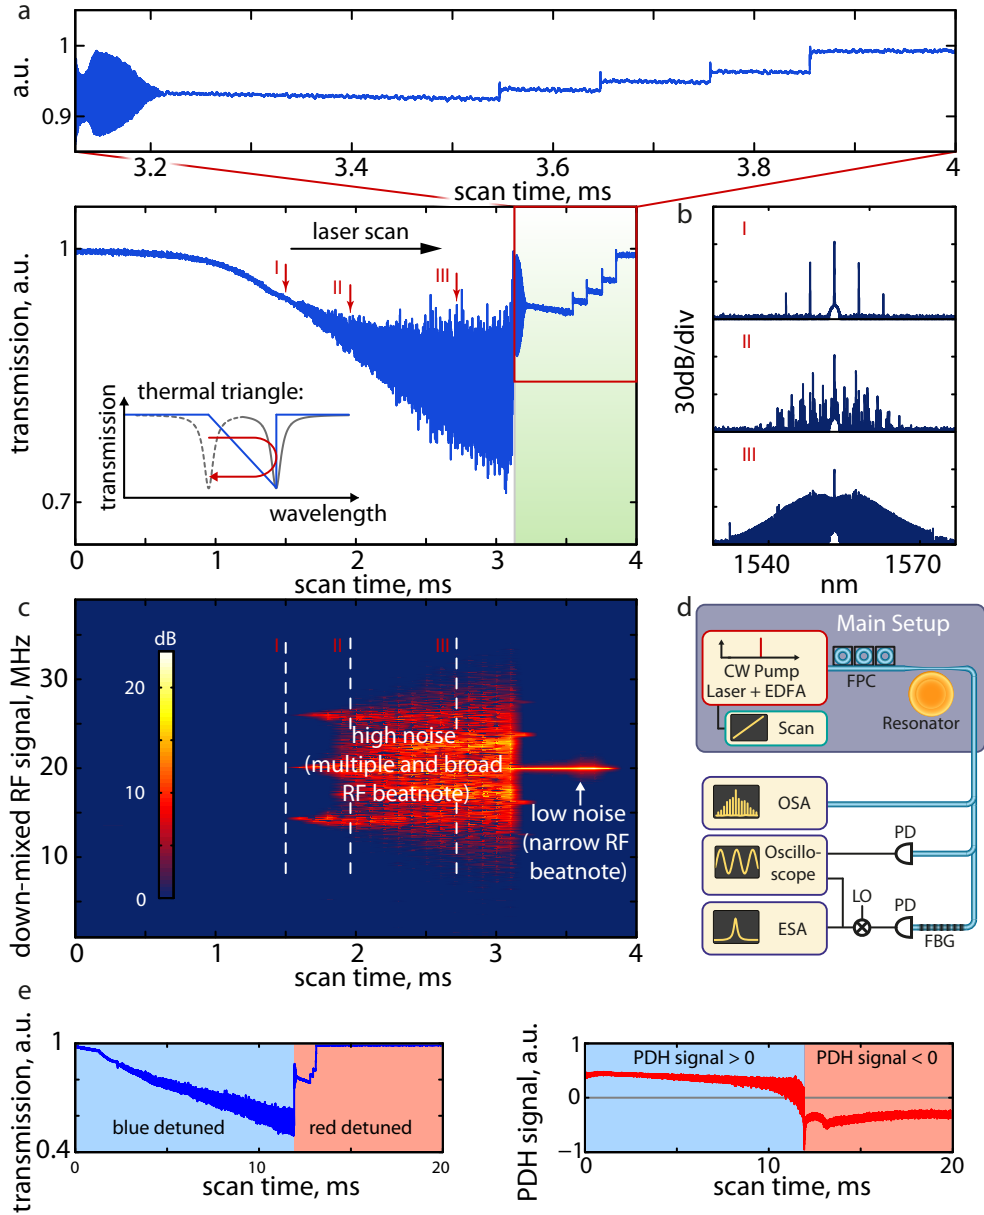 a
a.u.
1
0.9
3.2
3.4
3.6
3.8
4
scan time, ms
transmission, a.u.
1
0.7
laser scan
I
II
III
thermal triangle:
transmission
wavelength
0
1
2
3
4
scan time, ms
b
I
II
III
30dB/div
1540
1570
nm
c
down-mixed RF signal, MHz
30
20
10
dB
20
10
0
I
II
III
high noise
(multiple and broad
RF beatnote)
low noise
(narrow RF
beatnote)
0
1
2
3
4
scan time, ms
d
Main Setup
CW Pump
Laser + EDFA
FPC
Resonator
Scan
OSA
Oscillo-
scope
PD
LO
PD
ESA
FBG
e
transmission, a.u.
1
0.4
blue detuned
red detuned
0
10
20
scan time, ms
PDH signal, a.u.
1
0
−1
PDH signal > 0
PDH signal < 0
0
10
20
scan time, ms